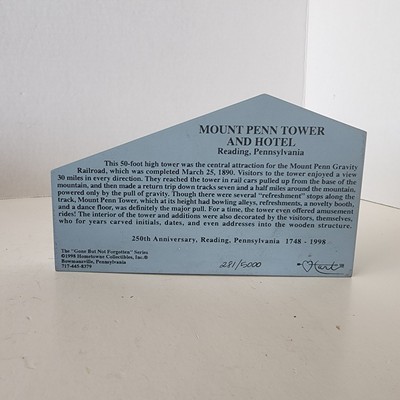 MOUNT PENN TOWER
AND HOTEL
Reading, Pennsylvania
This 50-foot high tower was the central attraction for the Mount Penn Gravity
Railroad, which was completed March 25, 1890. Visitors to the tower enjoyed a view
30 miles in every direction. They reached the tower in rail cars pulled up from the base of the
mountain, and then made a return trip down tracks seven and a half miles around the mountain,
powered only by the pull of gravity. Though there were several "refreshment" stops along the
track, Mount Penn Tower, which at its height had bowling alleys, refreshments, a novelty booth,
and a dance floor, was definitely the major pull. For a time, the tower even offered amusement
rides! The interior of the tower and additions were also decorated by the visitors, themselves,
who for years carved initials, dates, and even addresses into the wooden structure.
250th Anniversary, Reading, Pennsylvania 1748 - 1998
The "Gone But Not Forgotten" Series
©1998 Hometowne Collectibles, Inc.®
Bowmansville, Pennsylvania
717-445-8379
281/5000
Hart